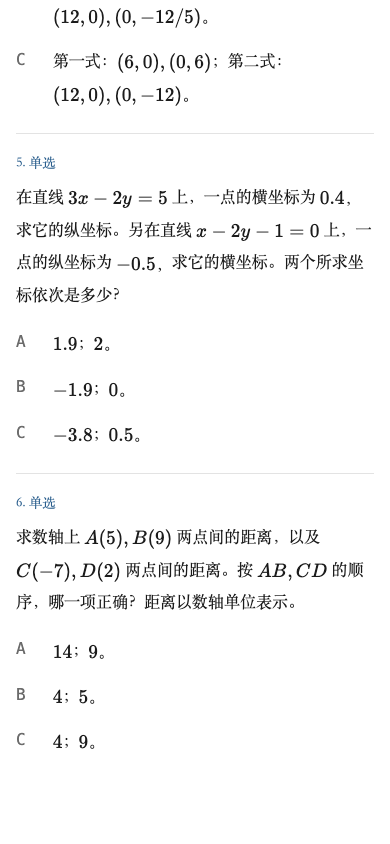 (12, 0), (0, −12/5)。
C 第一式：(6, 0), (0, 6)；第二式：
(12, 0), (0, −12)。
5. 单选
在直线 3x − 2y = 5 上，一点的横坐标为 0.4，
求它的纵坐标。另在直线 x − 2y − 1 = 0 上，一
点的纵坐标为 −0.5，求它的横坐标。两个所求坐
标依次是多少？
A 1.9；2。
B −1.9；0。
C −3.8；0.5。
6. 单选
求数轴上 A(5), B(9) 两点间的距离，以及
C(−7), D(2) 两点间的距离。按 AB, CD 的顺
序，哪一项正确？距离以数轴单位表示。
A 14；9。
B 4；5。
C 4；9。